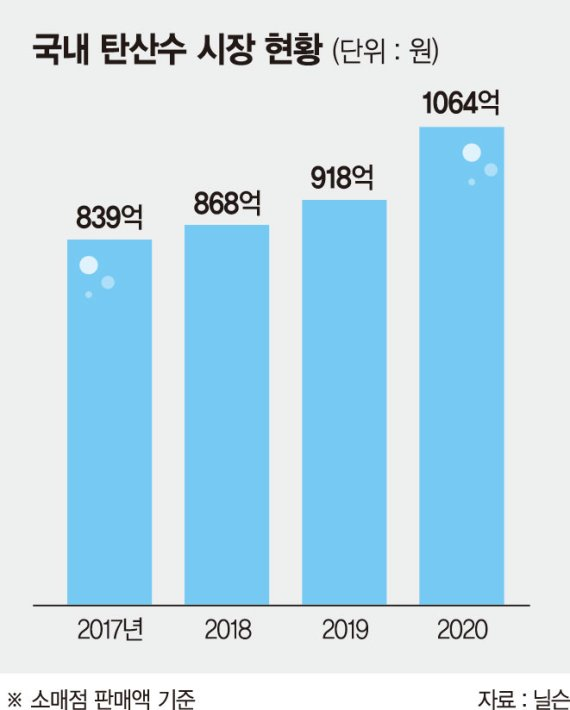 국내 탄산수 시장 현황 (단위 : 원)
1064억
918억
868억
839억
2017년 2018 2019 2020
※ 소매점 판매액 기준 자료 : 닐슨